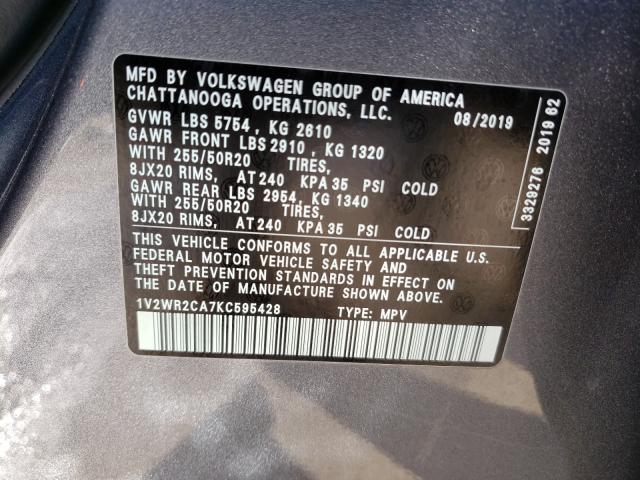 MFD BY VOLKSWAGEN GROUP OF AMERICA
CHATTANOOGA OPERATIONS, LLC.
08/2019
GVWR LBS 5754 , KG 2610
GAWR FRONT LBS 2910 , KG 1320
WITH 255/50R20 TIRES,
8JX20 RIMS, AT 240 KPA 35 PSI COLD
GAWR REAR LBS 2954 , KG 1340
WITH 255/50R20 TIRES,
8JX20 RIMS, AT 240 KPA 35 PSI COLD
THIS VEHICLE CONFORMS TO ALL APPLICABLE U.S.
FEDERAL MOTOR VEHICLE SAFETY AND
THEFT PREVENTION STANDARDS IN EFFECT ON
THE DATE OF MANUFACTURE SHOWN ABOVE.
1V2WR2CA7KC595428 TYPE: MPV
3329276 2019 62